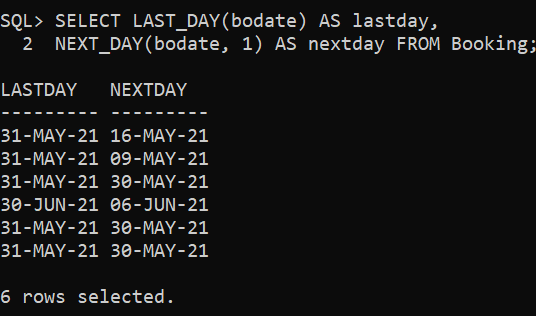 SQL> SELECT LAST_DAY(bodate) AS lastday,
  2  NEXT_DAY(bodate, 1) AS nextday FROM Booking;
LASTDAY   NEXTDAY
--------- ---------
31-MAY-21 16-MAY-21
31-MAY-21 09-MAY-21
31-MAY-21 30-MAY-21
30-JUN-21 06-JUN-21
31-MAY-21 30-MAY-21
31-MAY-21 30-MAY-21
6 rows selected.